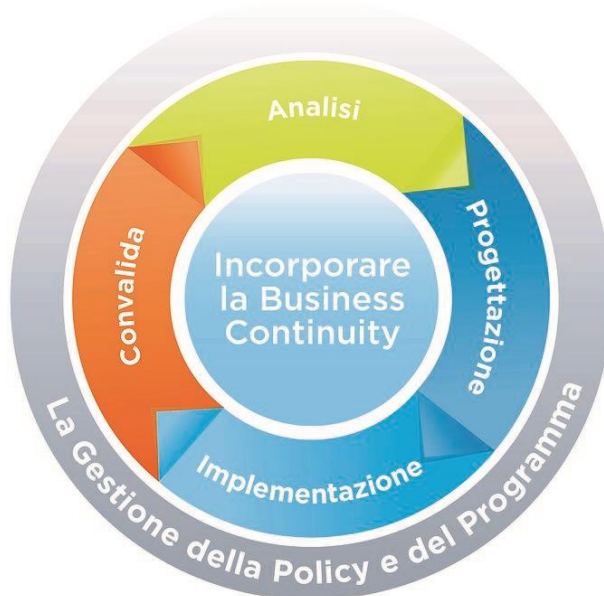 Analisi
Progettazione
Implementazione
Convalida
Incorporare
la Business
Continuity
La Gestione della Policy e del Programma